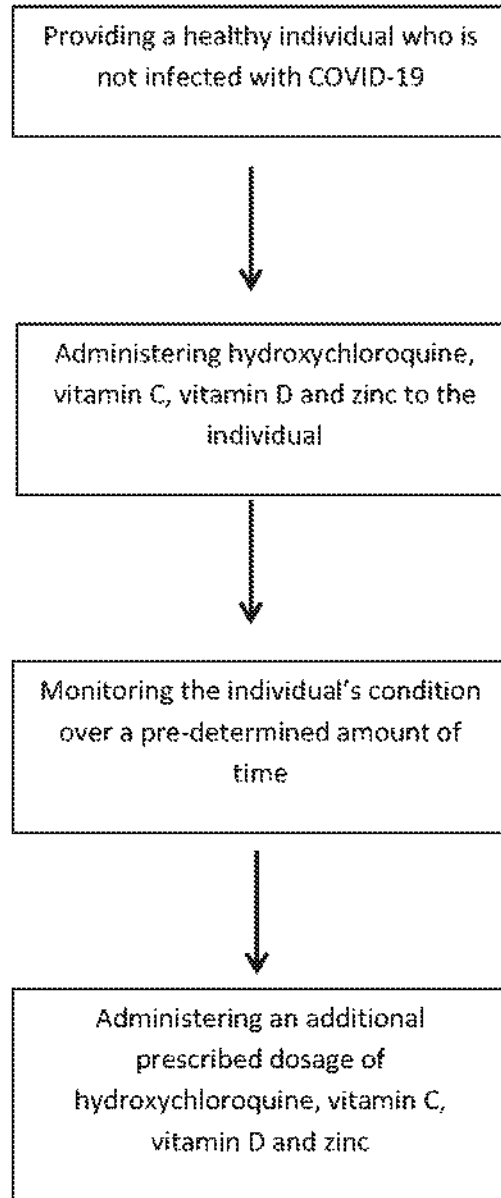 Providing a healthy individual who is
not infected with COVID-19
Administering hydroxychloroquine,
vitamin C, vitamin D and zinc to the
individual
Monitoring the individual's condition
over a pre-determined amount of
time
Administering an additional
prescribed dosage of
hydroxychloroquine, vitamin C,
vitamin D and zinc